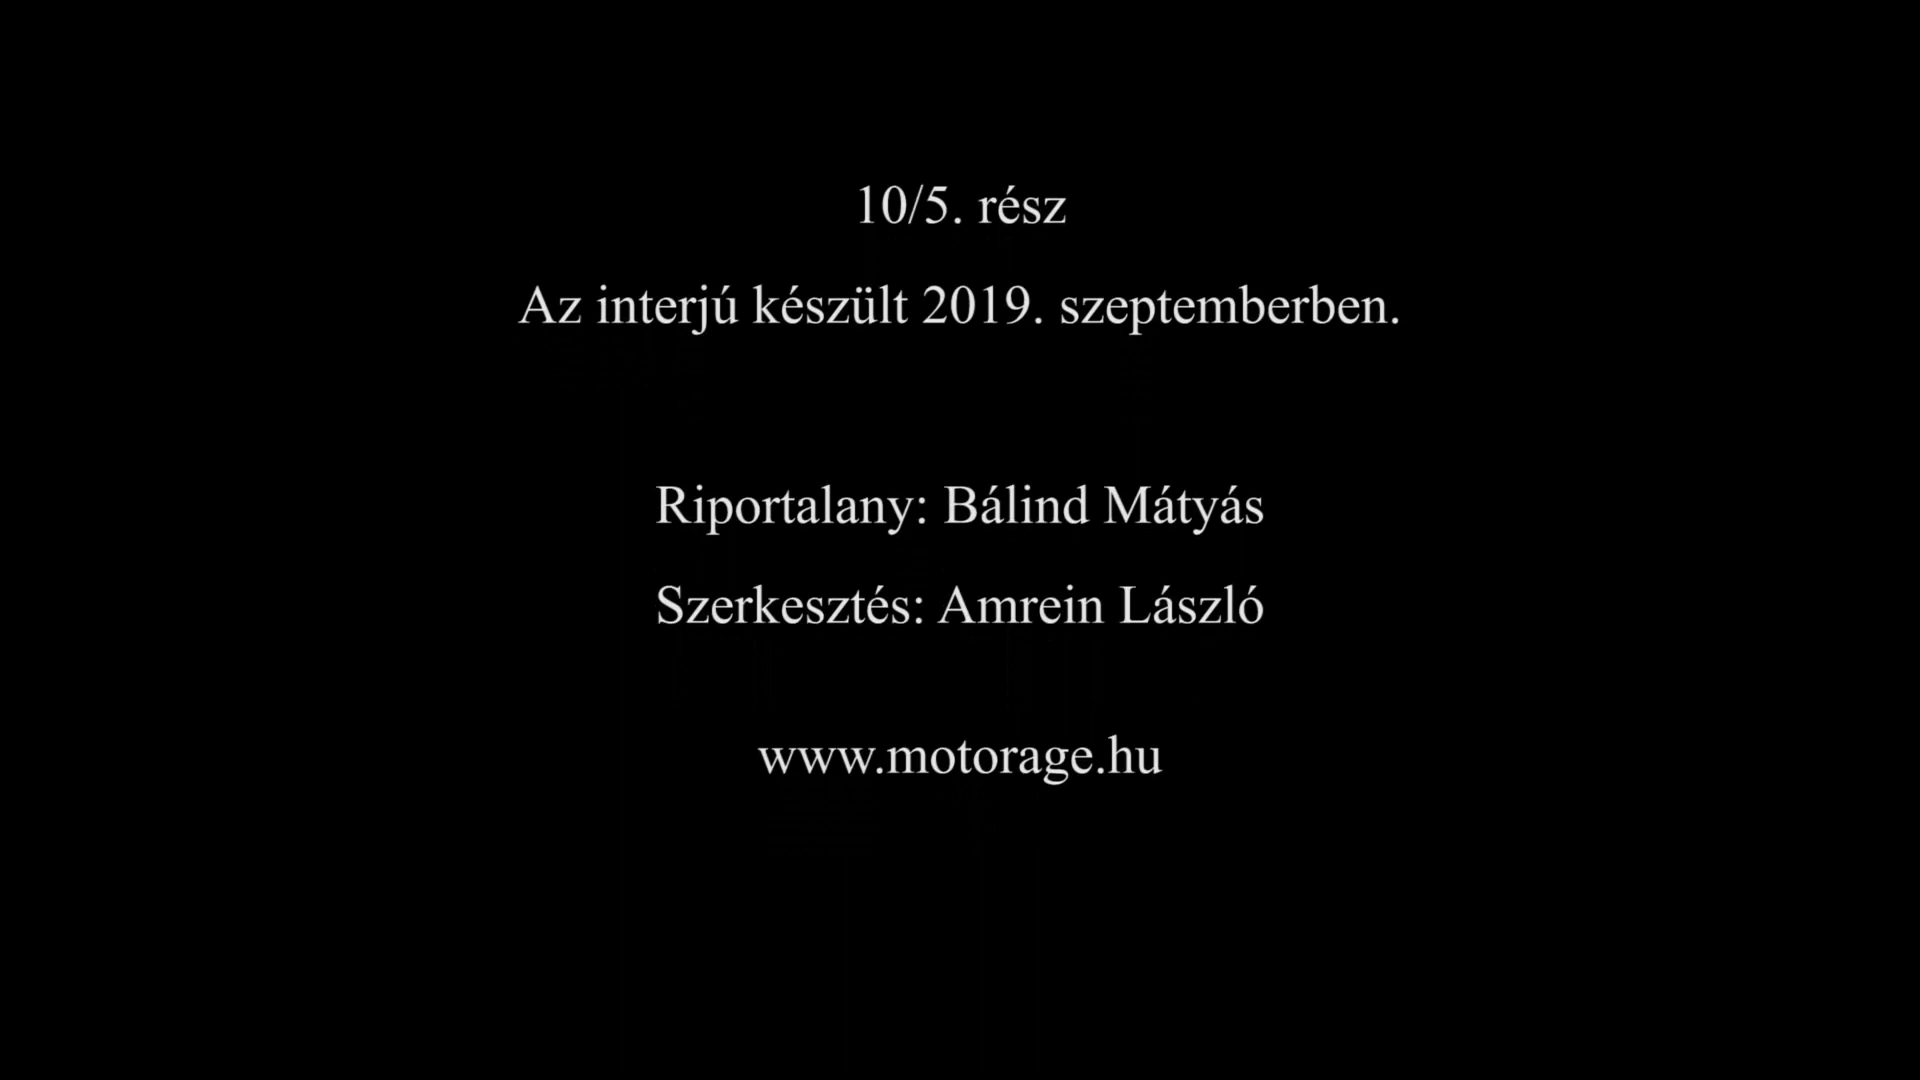 10/5. rész
Az interjú készült 2019. szeptemberben.
Riportalany: Bálind Mátyás
Szerkesztés: Amrein László
www.motorage.hu